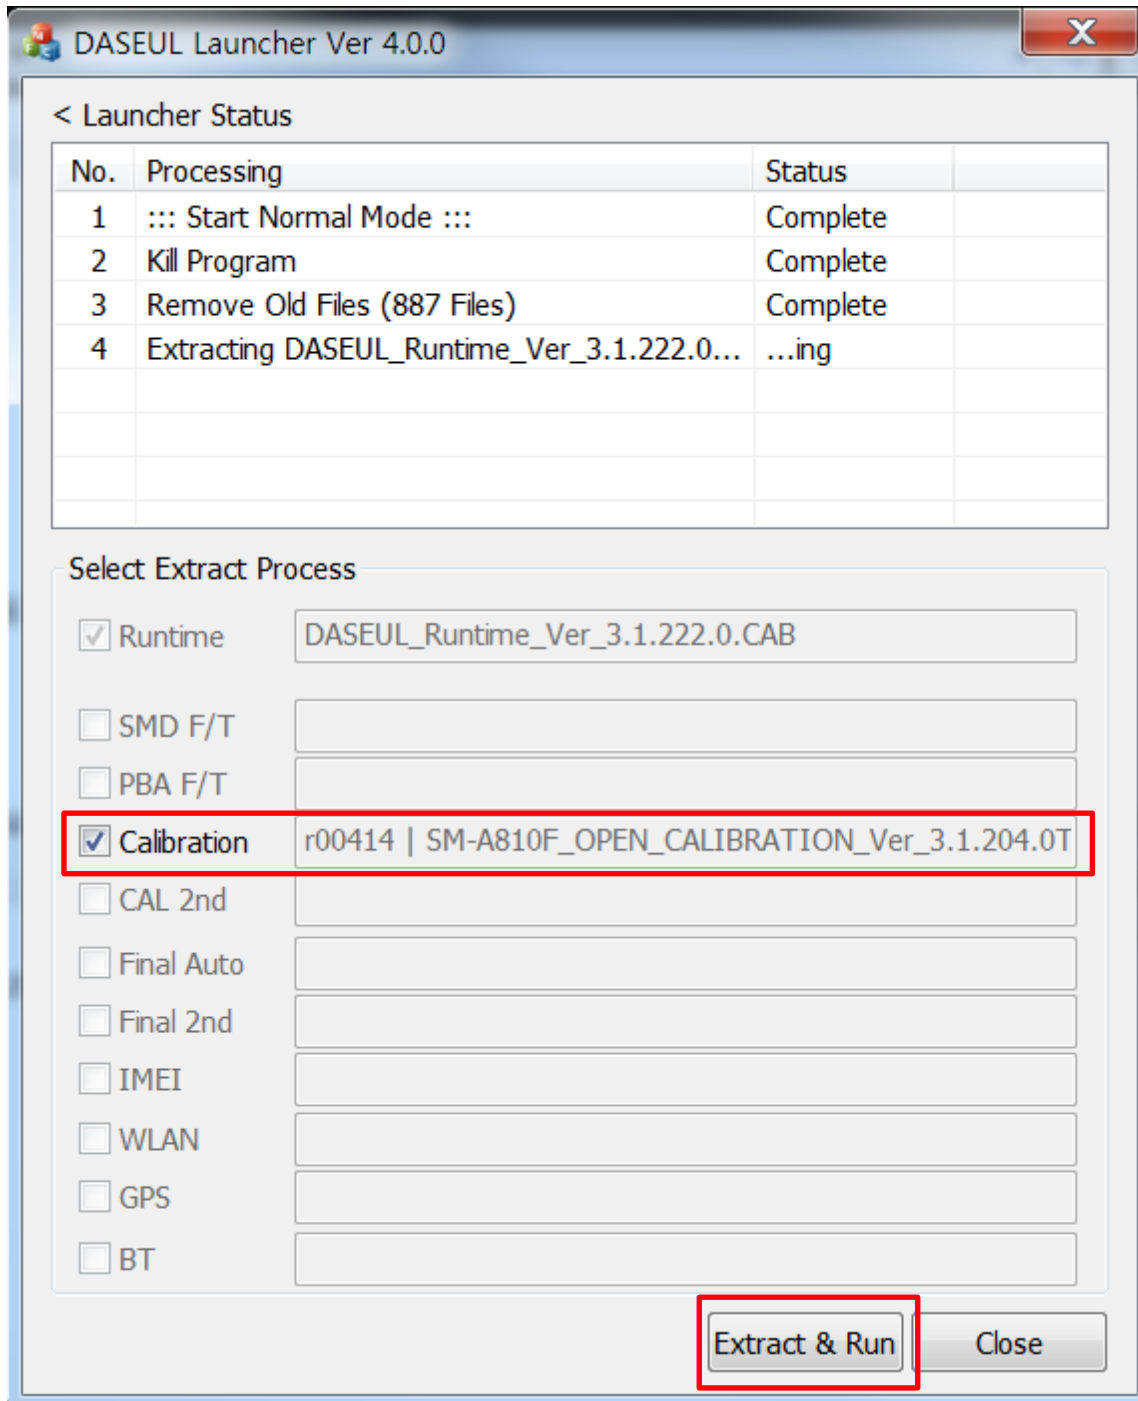 DASEUL Launcher Ver 4.0.0
< Launcher Status
No. Processing Status
1 ::: Start Normal Mode ::: Complete
2 Kill Program Complete
3 Remove Old Files (887 Files) Complete
4 Extracting DASEUL_Runtime_Ver_3.1.222.0... ...ing
Select Extract Process
Runtime DASEUL_Runtime_Ver_3.1.222.0.CAB
SMD F/T
PBA F/T
Calibration r00414 | SM-A810F_OPEN_CALIBRATION_Ver_3.1.204.0T
CAL 2nd
Final Auto
Final 2nd
IMEI
WLAN
GPS
BT
Extract & Run Close